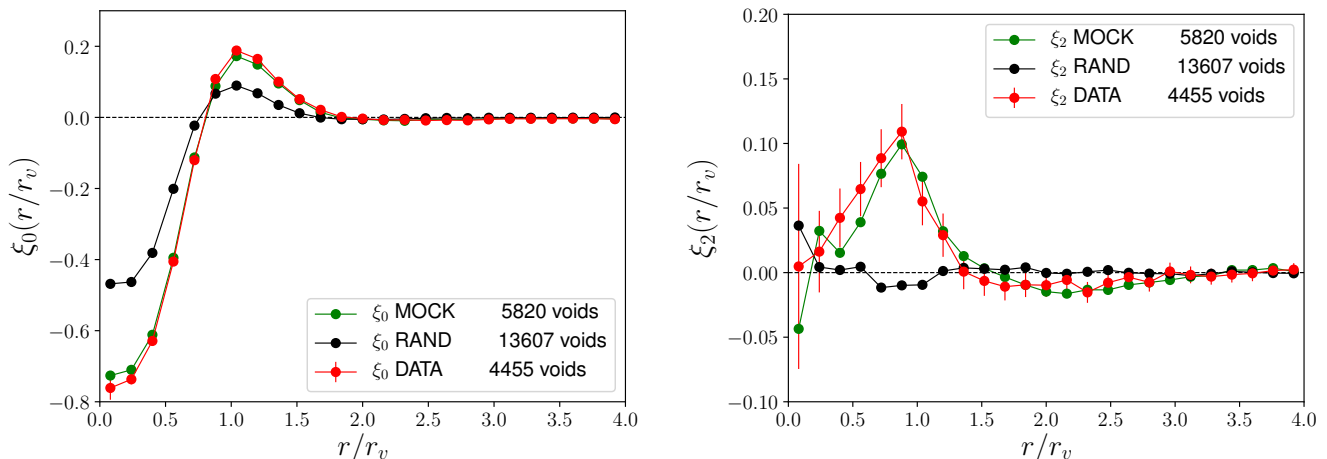 0.2
0.0
−0.2
−0.4
−0.6
−0.8
ξ0(r/rv)
0.0 0.5 1.0 1.5 2.0 2.5 3.0 3.5 4.0
r/rv
ξ0 MOCK 5820 voids
ξ0 RAND 13607 voids
ξ0 DATA 4455 voids
0.20
0.15
0.10
0.05
0.00
−0.05
−0.10
ξ2(r/rv)
0.0 0.5 1.0 1.5 2.0 2.5 3.0 3.5 4.0
r/rv
ξ2 MOCK 5820 voids
ξ2 RAND 13607 voids
ξ2 DATA 4455 voids